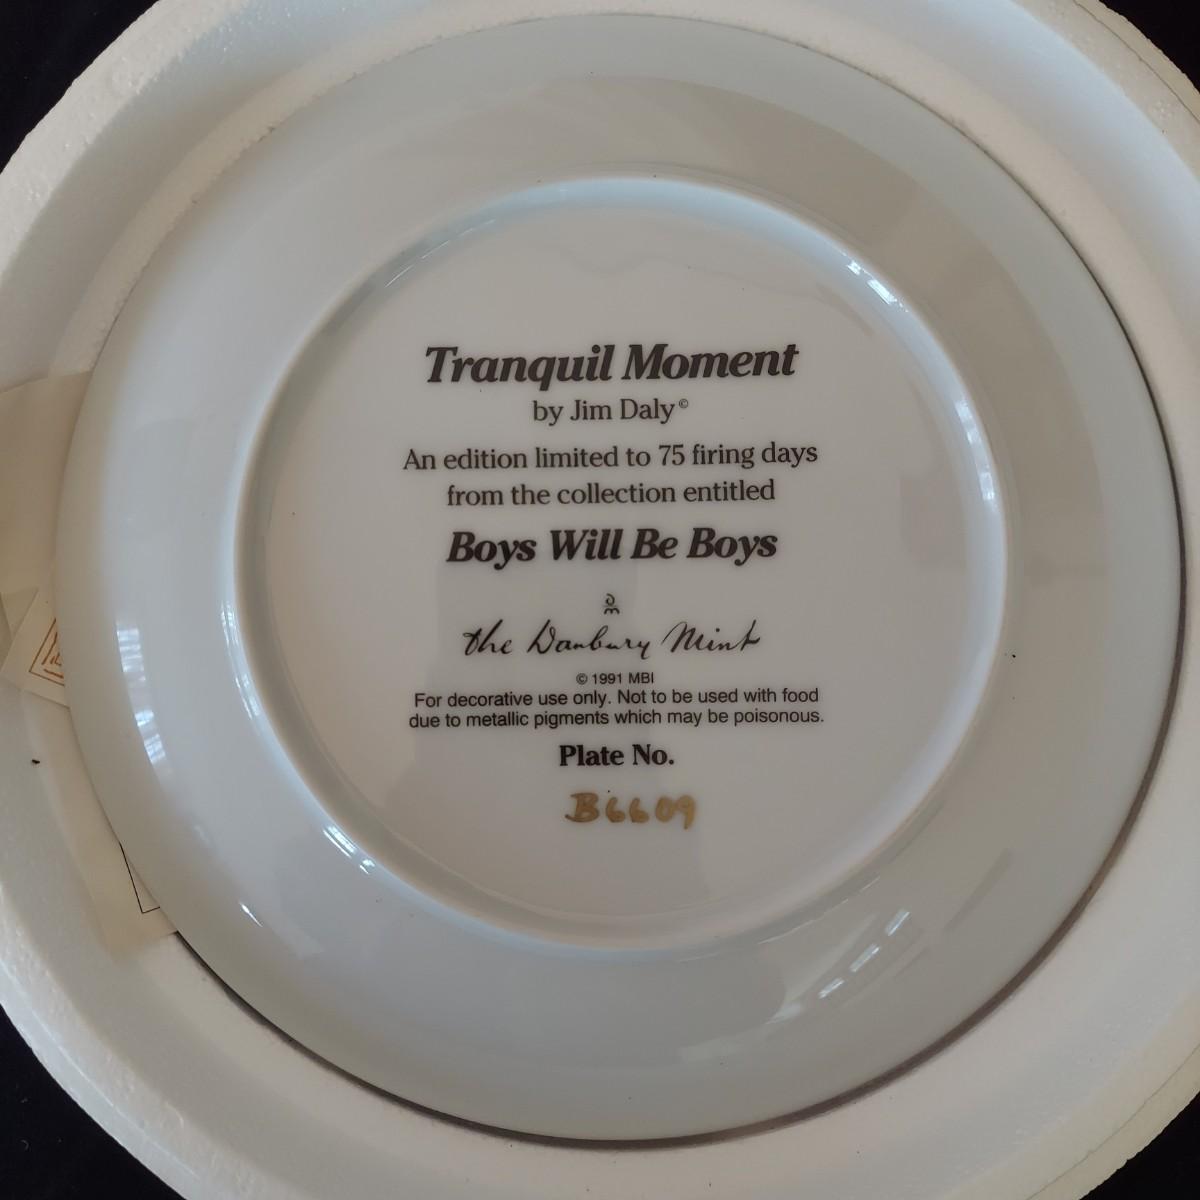 Tranquil Moment
by Jim Daly©
An edition limited to 75 firing days
from the collection entitled
Boys Will Be Boys
the Danbury Mint
© 1991 MBI
For decorative use only. Not to be used with food
due to metallic pigments which may be poisonous.
Plate No.
B6609